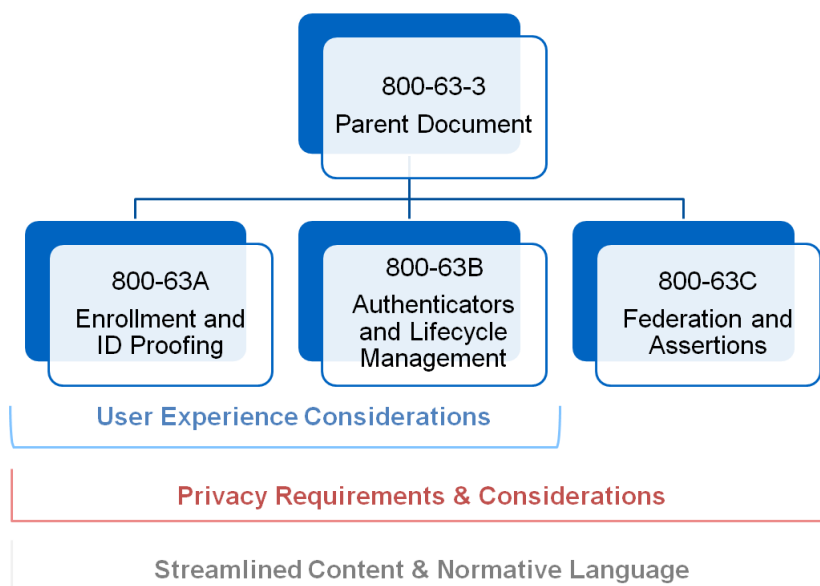 800-63-3
Parent Document
800-63A
Enrollment and
ID Proofing
800-63B
Authenticators
and Lifecycle
Management
800-63C
Federation and
Assertions
User Experience Considerations
Privacy Requirements & Considerations
Streamlined Content & Normative Language